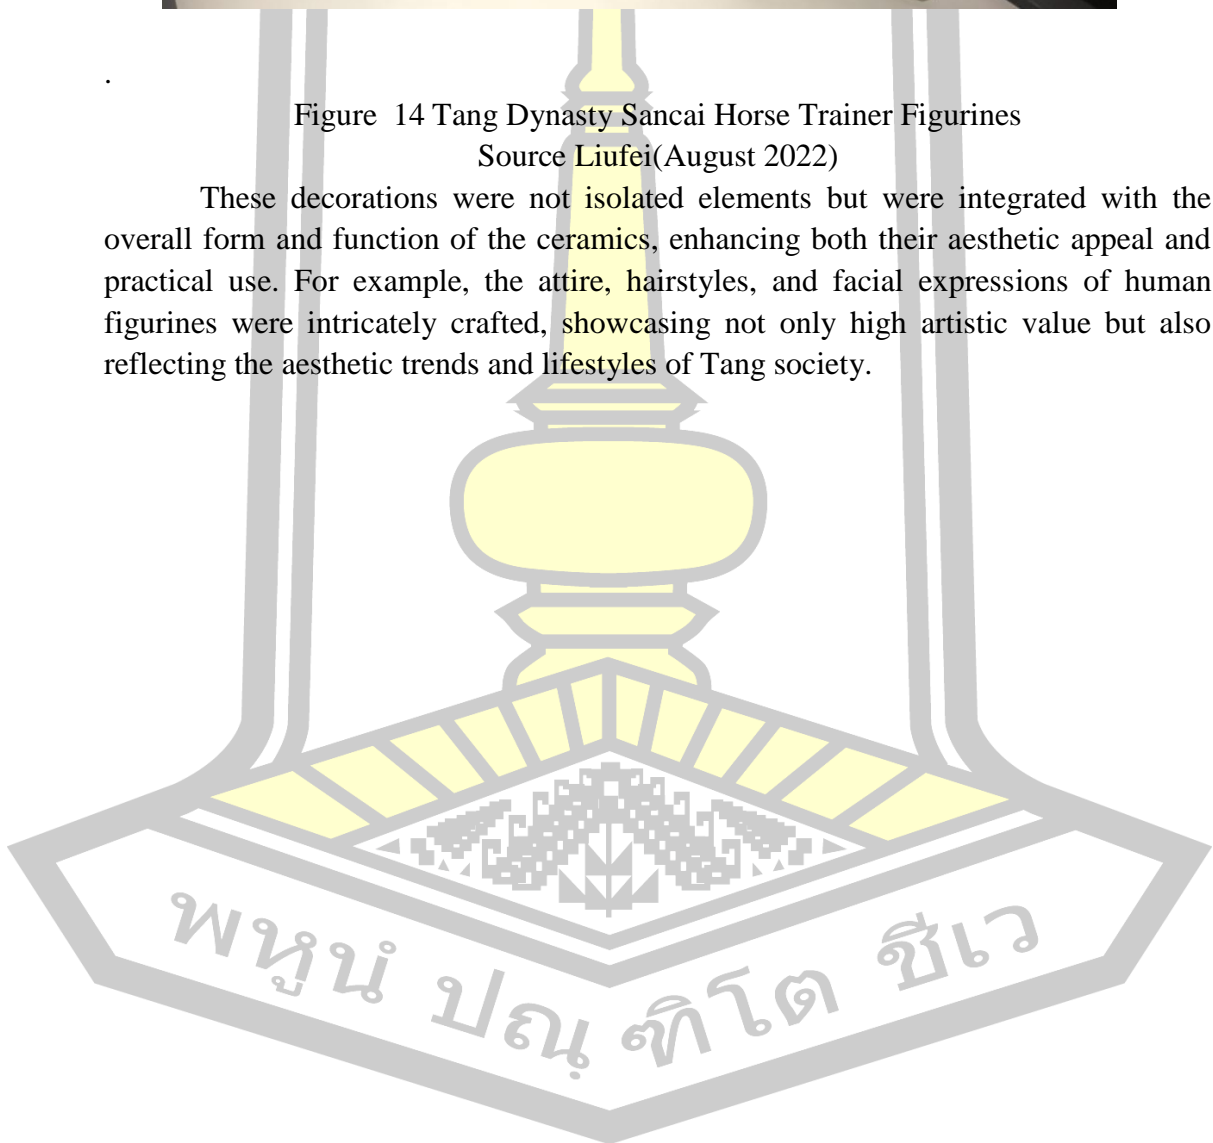 .
Figure  14 Tang Dynasty Sancai Horse Trainer Figurines
Source Liufei(August 2022)
These decorations were not isolated elements but were integrated with the
overall form and function of the ceramics, enhancing both their aesthetic appeal and
practical use. For example, the attire, hairstyles, and facial expressions of human
figurines were intricately crafted, showcasing not only high artistic value but also
reflecting the aesthetic trends and lifestyles of Tang society.
พหูนํ ปณฺฑิโต ชีเว